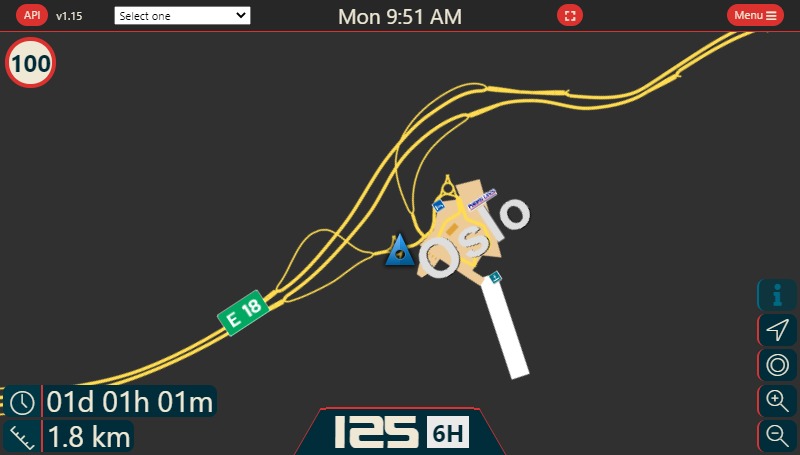 API
v1.15
Select one
Mon 9:51 AM
Menu
100
Oslo
E 18
01d 01h 01m
1.8 km
125
6H